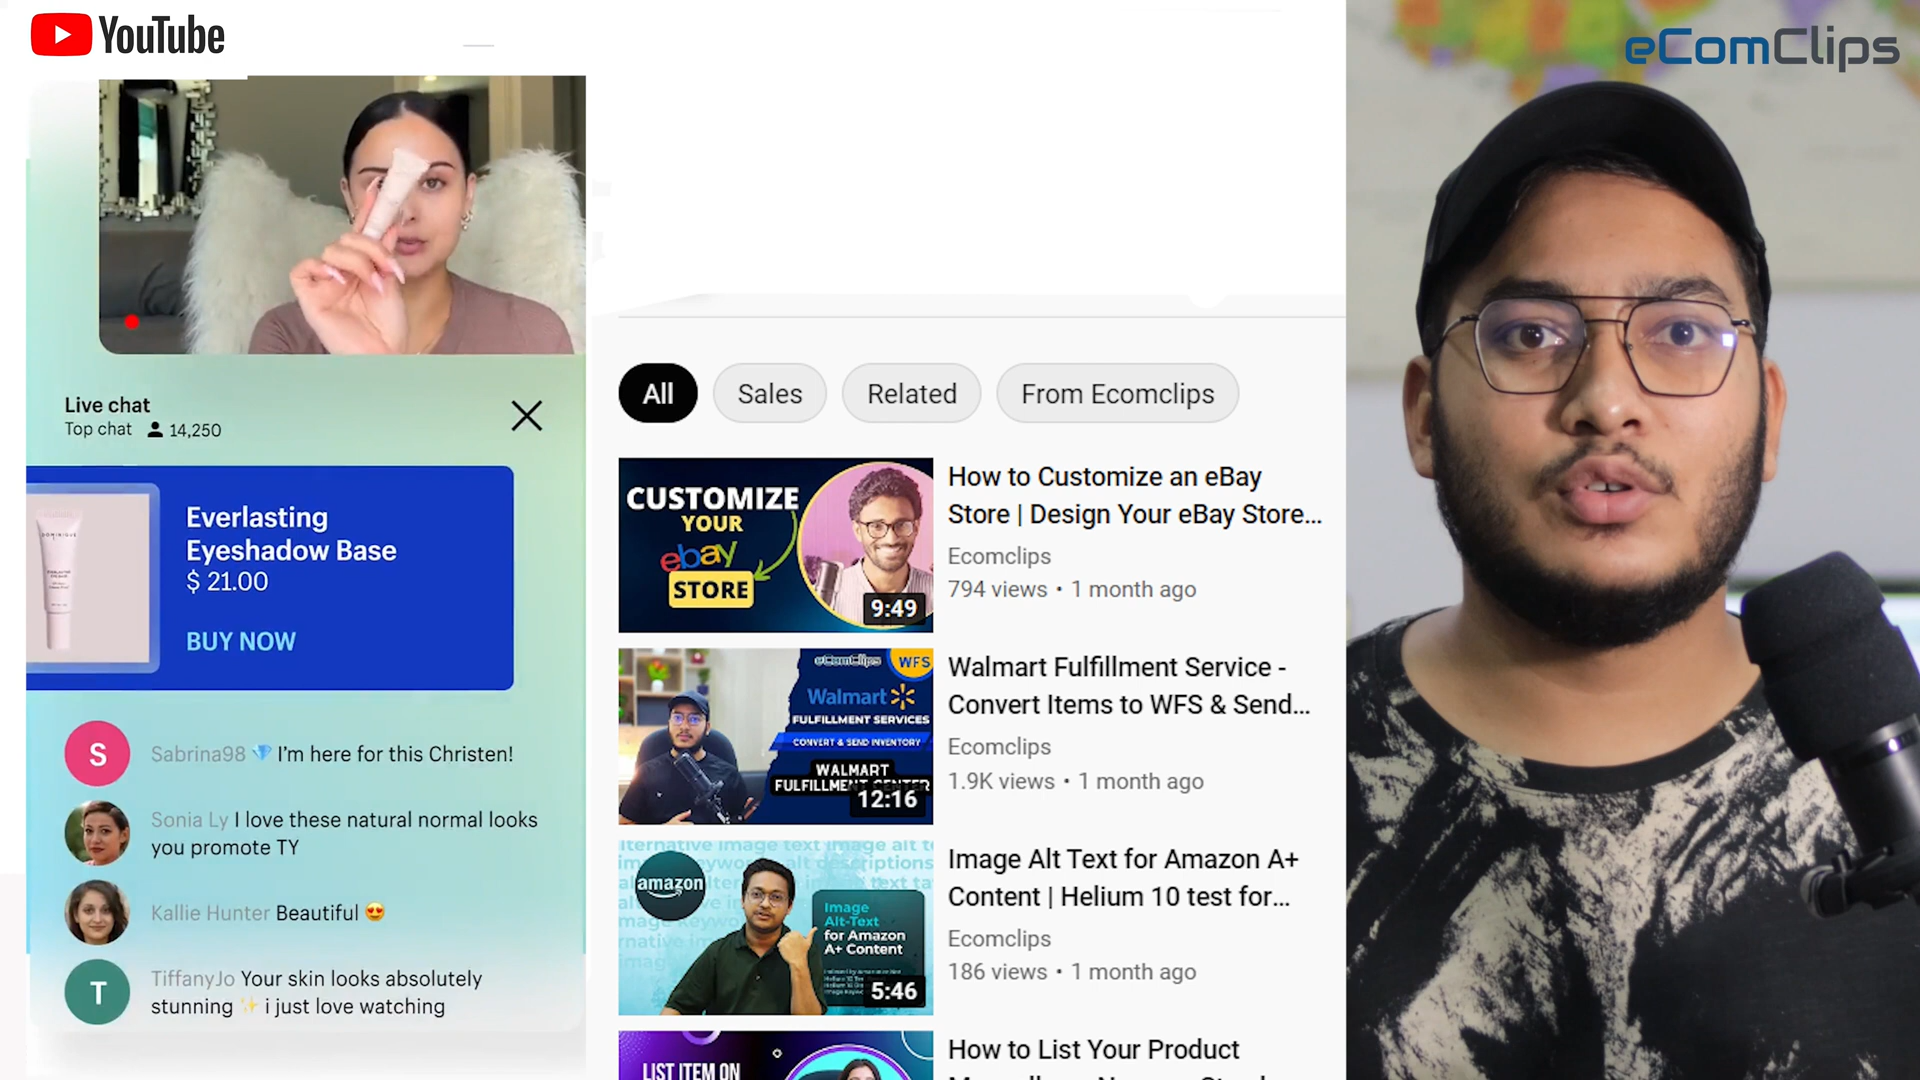 YouTube
eComClips
Live chat
Top chat 14,250
Everlasting
Eyeshadow Base
$ 21.00
BUY NOW
DOMINIQUE
S
Sabrina98 💎 I'm here for this Christen!
Sonia Ly I love these natural normal looks
you promote TY
Kallie Hunter Beautiful 😍
T
TiffanyJo Your skin looks absolutely
stunning ✨ i just love watching
All
Sales
Related
From Ecomclips
CUSTOMIZE
YOUR
ebay
STORE
9:49
How to Customize an eBay
Store | Design Your eBay Store...
Ecomclips
794 views • 1 month ago
eComClips
WFS
Walmart
FULFILLMENT SERVICES
CONVERT & SEND INVENTORY
WALMART
FULFILLMENT CENTER
12:16
Walmart Fulfillment Service -
Convert Items to WFS & Send...
Ecomclips
1.9K views • 1 month ago
amazon
Image
Alt-Text
for Amazon
A+ Content
5:46
Image Alt Text for Amazon A+
Content | Helium 10 test for...
Ecomclips
186 views • 1 month ago
LIST ITEM ON
How to List Your Product